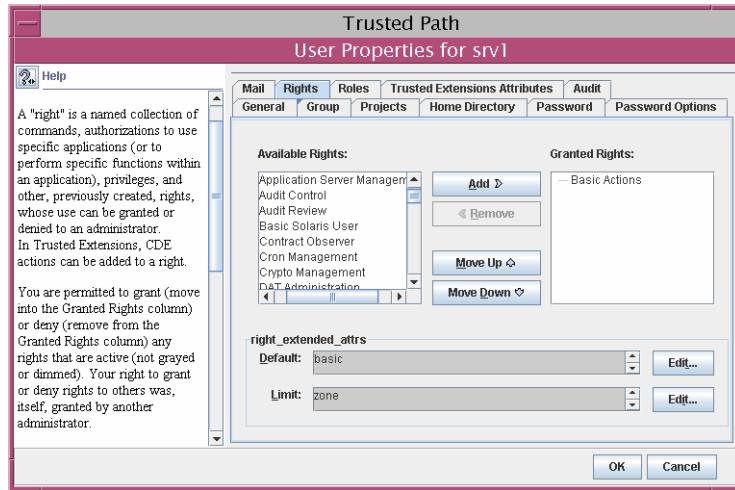 Trusted Path
User Properties for srv1
Help
A "right" is a named collection of
commands, authorizations to use
specific applications (or to
perform specific functions within
an application), privileges, and
other, previously created, rights,
whose use can be granted or
denied to an administrator.
In Trusted Extensions, CDE
actions can be added to a right.
You are permitted to grant (move
into the Granted Rights column)
or deny (remove from the
Granted Rights column) any
rights that are active (not grayed
or dimmed). Your right to grant
or deny rights to others was,
itself, granted by another
administrator.
Mail Rights Roles Trusted Extensions Attributes Audit
General Group Projects Home Directory Password Password Options
Available Rights:
Application Server Managem
Audit Control
Audit Review
Basic Solaris User
Contract Observer
Cron Management
Crypto Management
DAT Administration
Add
Remove
Move Up
Move Down
Granted Rights:
Basic Actions
right_extended_attrs
Default: basic Edit...
Limit: zone Edit...
OK Cancel